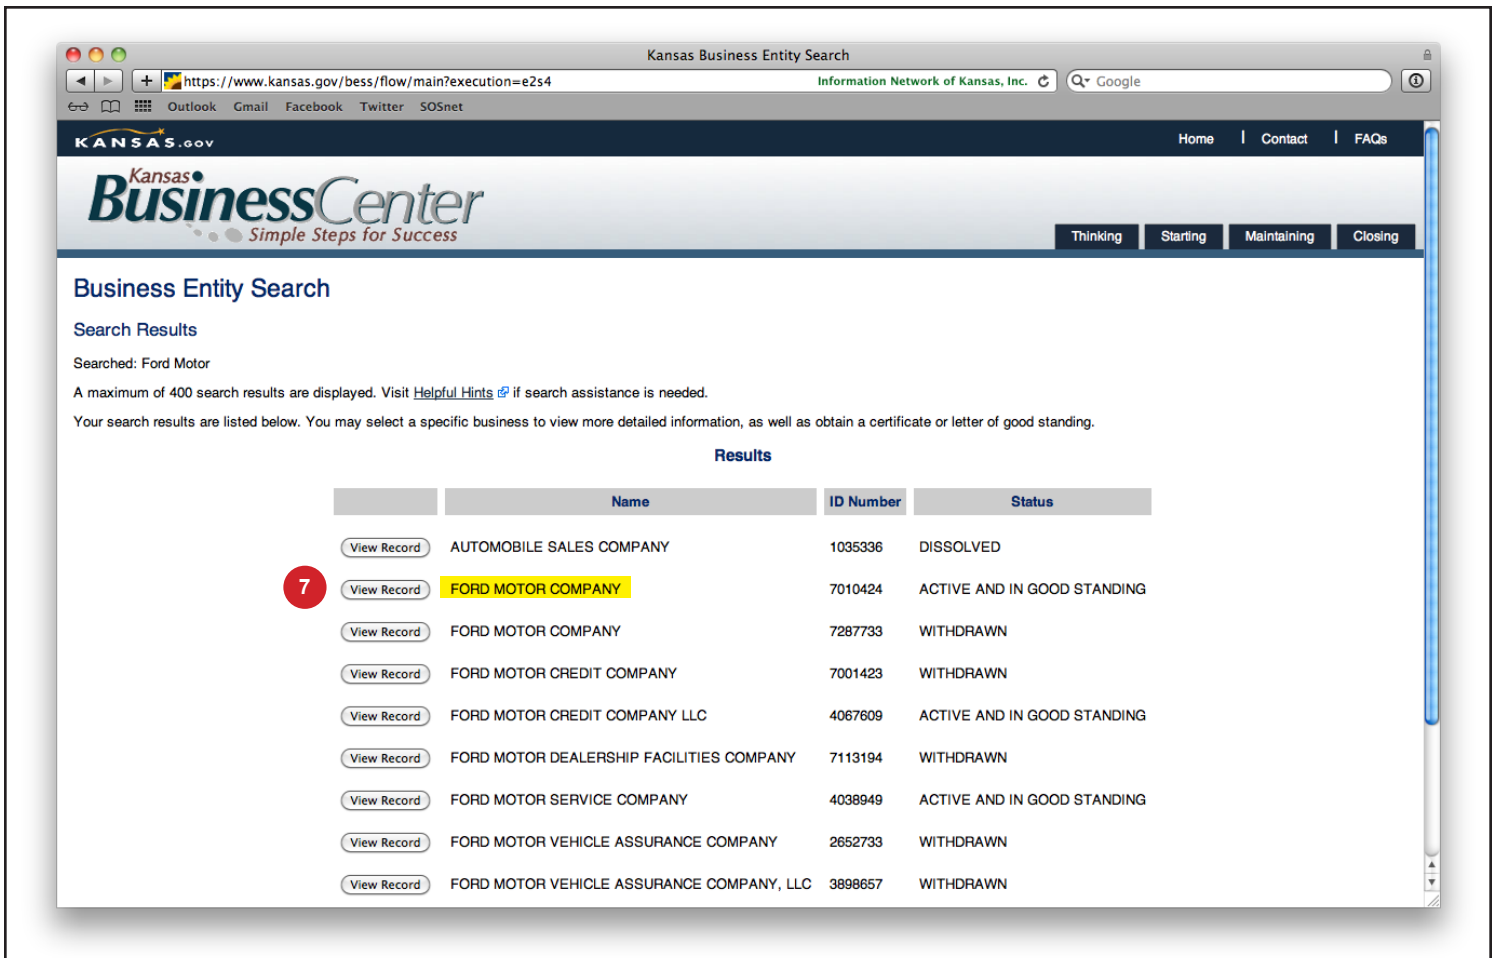 Kansas Business Entity Search
https://www.kansas.gov/bess/flow/main?execution=e2s4 Information Network of Kansas, Inc. Google
Outlook Gmail Facebook Twitter SOSnet
KANSAS.GOV Home | Contact | FAQs
Kansas
BusinessCenter
Simple Steps for Success
Thinking Starting Maintaining Closing
Business Entity Search
Search Results
Searched: Ford Motor
A maximum of 400 search results are displayed. Visit Helpful Hints if search assistance is needed.
Your search results are listed below. You may select a specific business to view more detailed information, as well as obtain a certificate or letter of good standing.
Results
Name ID Number Status
View Record AUTOMOBILE SALES COMPANY 1035336 DISSOLVED
7 View Record FORD MOTOR COMPANY 7010424 ACTIVE AND IN GOOD STANDING
View Record FORD MOTOR COMPANY 7287733 WITHDRAWN
View Record FORD MOTOR CREDIT COMPANY 7001423 WITHDRAWN
View Record FORD MOTOR CREDIT COMPANY LLC 4067609 ACTIVE AND IN GOOD STANDING
View Record FORD MOTOR DEALERSHIP FACILITIES COMPANY 7113194 WITHDRAWN
View Record FORD MOTOR SERVICE COMPANY 4038949 ACTIVE AND IN GOOD STANDING
View Record FORD MOTOR VEHICLE ASSURANCE COMPANY 2652733 WITHDRAWN
View Record FORD MOTOR VEHICLE ASSURANCE COMPANY, LLC 3898657 WITHDRAWN